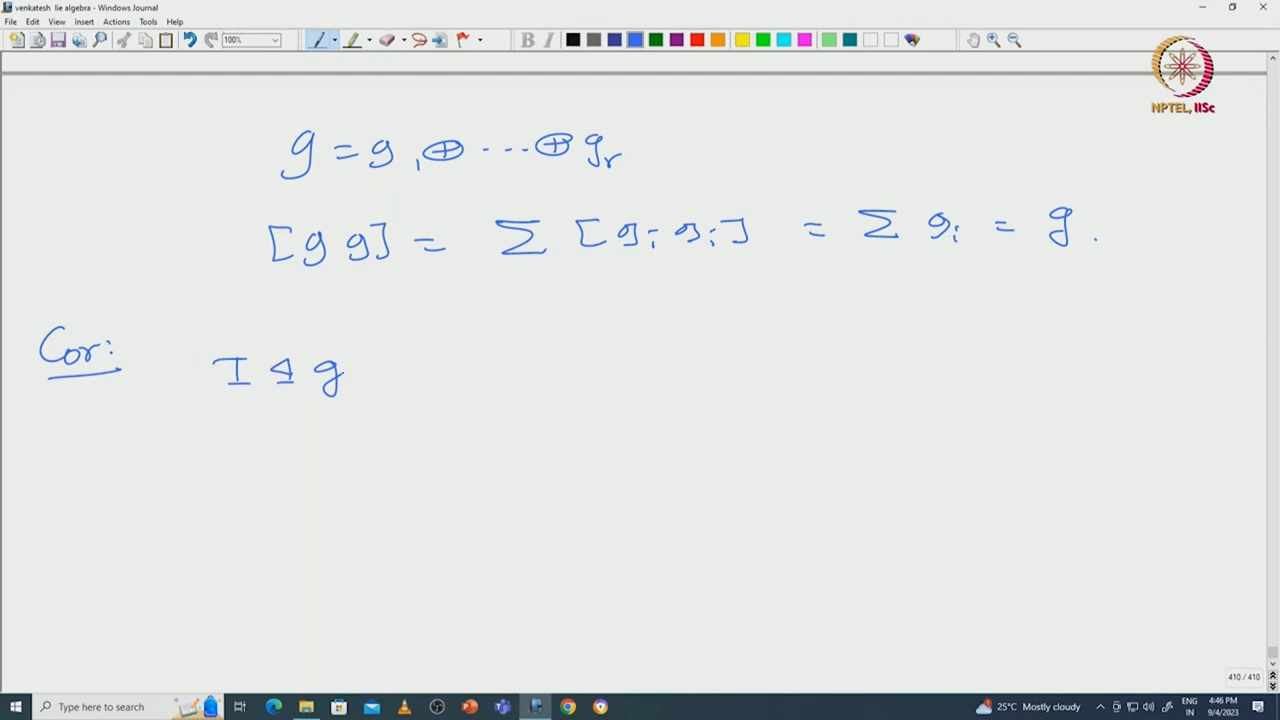 venkatesh lie algebra - Windows Journal
File Edit View Insert Actions Tools Help
100%
B I
NPTEL, IISc
g = g₁ ⊕ ... ⊕ gᵣ
[g g] = Σ [gᵢ gᵢ] = Σ gᵢ = g.
Cor: I ⊴ g
410 / 410
Type here to search
25°C Mostly cloudy
ENG
IN
4:46 PM
9/4/2023